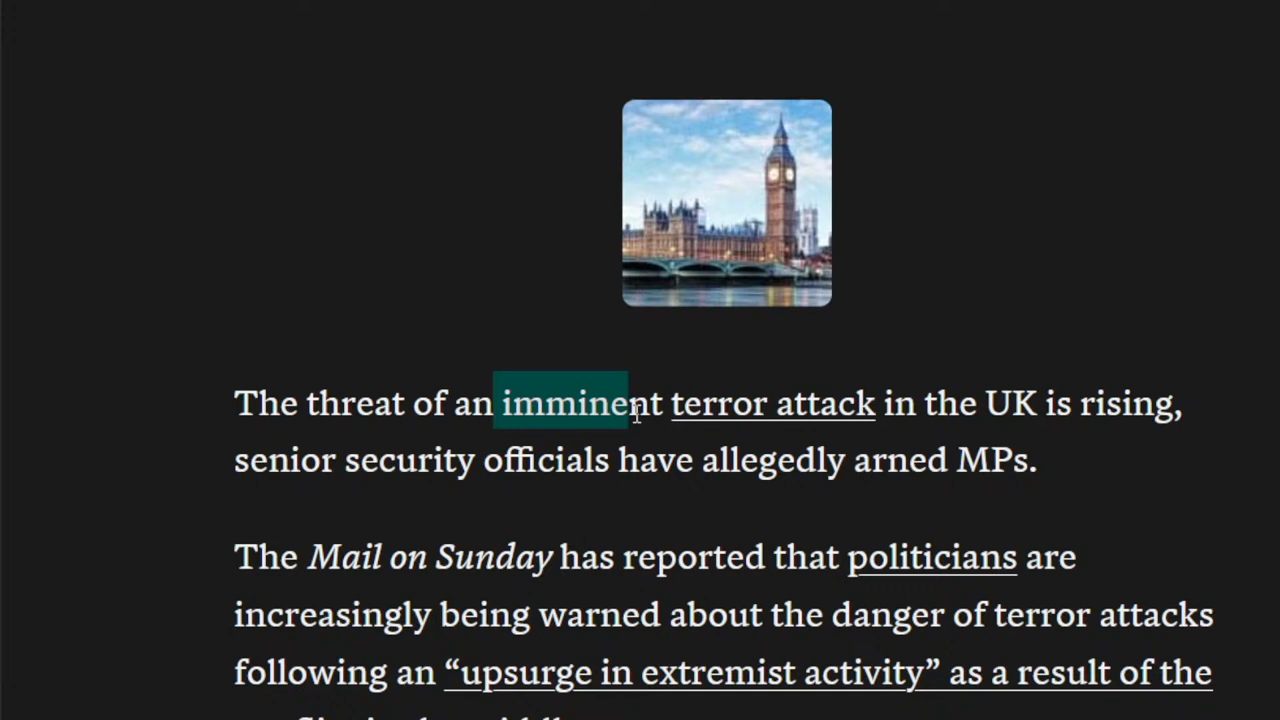 The threat of an imminent terror attack in the UK is rising,
senior security officials have allegedly arned MPs.
The Mail on Sunday has reported that politicians are
increasingly being warned about the danger of terror attacks
following an “upsurge in extremist activity” as a result of the